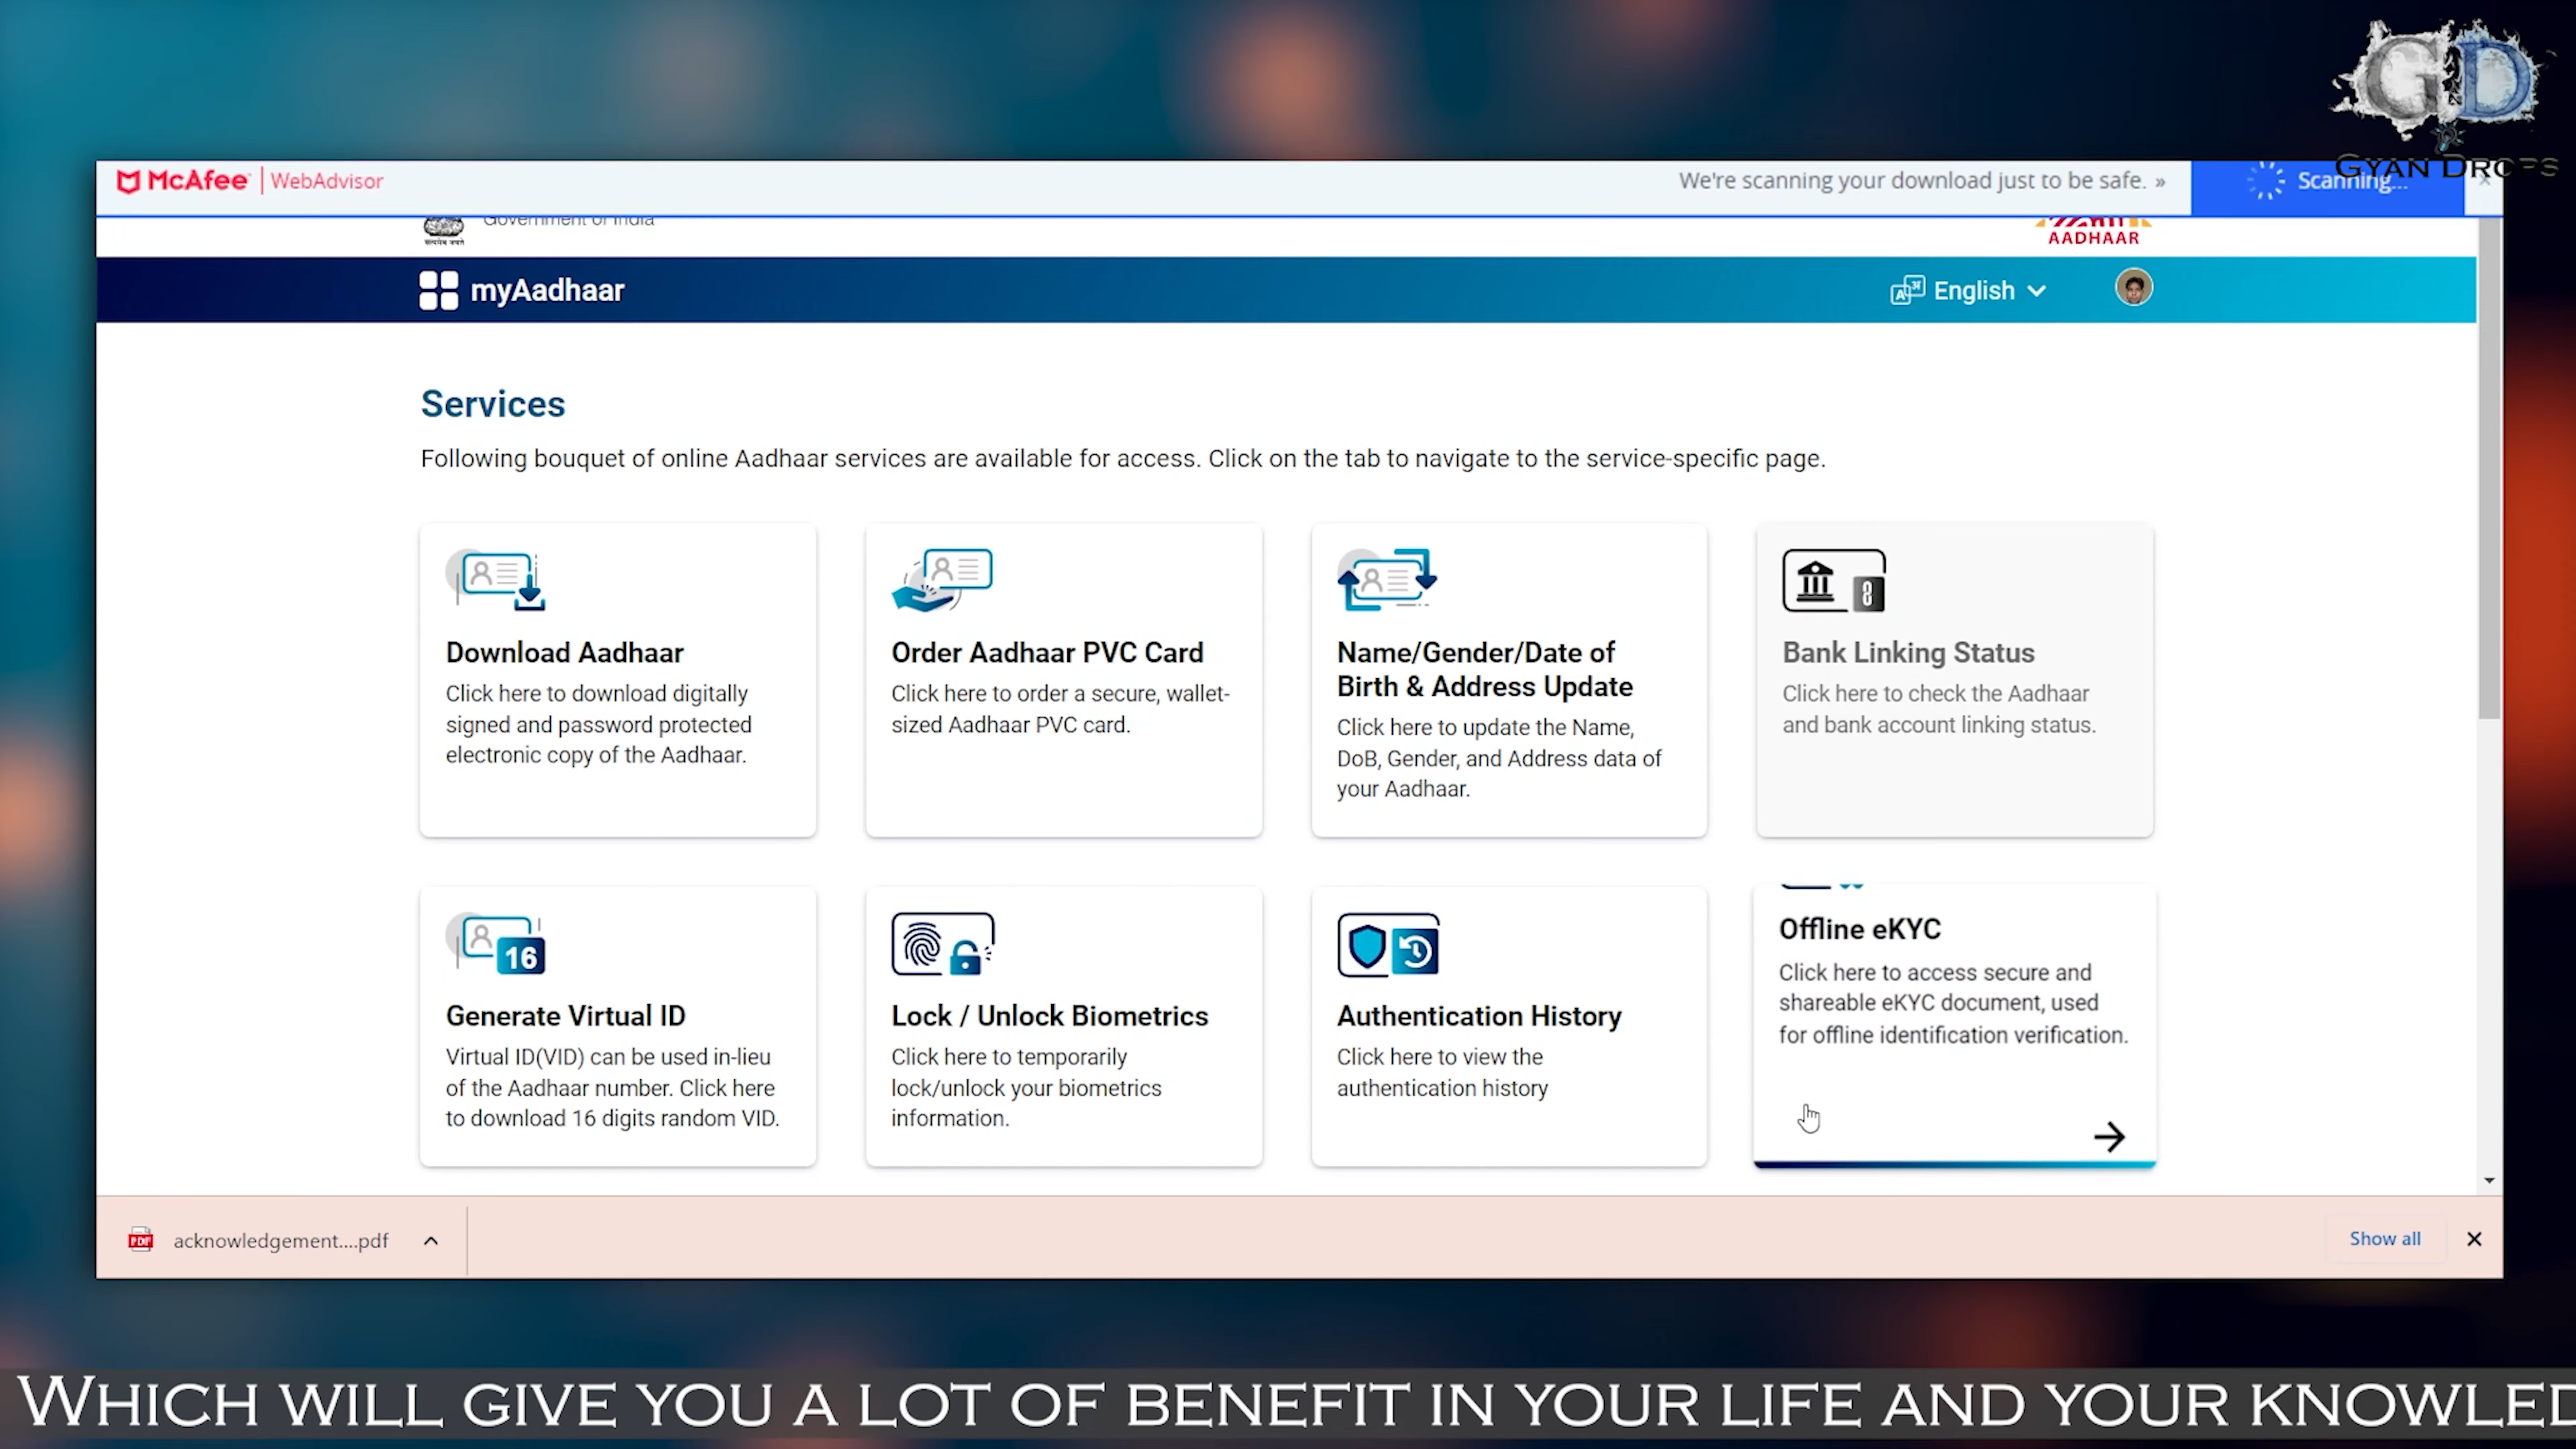 GD
GYAN DROPS
McAfee | WebAdvisor
We're scanning your download just to be safe. »
Scanning...
Government of India
सत्यमेव जयते
AADHAAR
myAadhaar
English
Services
Following bouquet of online Aadhaar services are available for access. Click on the tab to navigate to the service-specific page.
Download Aadhaar
Click here to download digitally
signed and password protected
electronic copy of the Aadhaar.
Order Aadhaar PVC Card
Click here to order a secure, wallet-
sized Aadhaar PVC card.
Name/Gender/Date of
Birth & Address Update
Click here to update the Name,
DoB, Gender, and Address data of
your Aadhaar.
Bank Linking Status
Click here to check the Aadhaar
and bank account linking status.
16
Generate Virtual ID
Virtual ID(VID) can be used in-lieu
of the Aadhaar number. Click here
to download 16 digits random VID.
Lock / Unlock Biometrics
Click here to temporarily
lock/unlock your biometrics
information.
Authentication History
Click here to view the
authentication history
Offline eKYC
Click here to access secure and
shareable eKYC document, used
for offline identification verification.
PDF
acknowledgement....pdf
Show all
WHICH WILL GIVE YOU A LOT OF BENEFIT IN YOUR LIFE AND YOUR KNOWLED